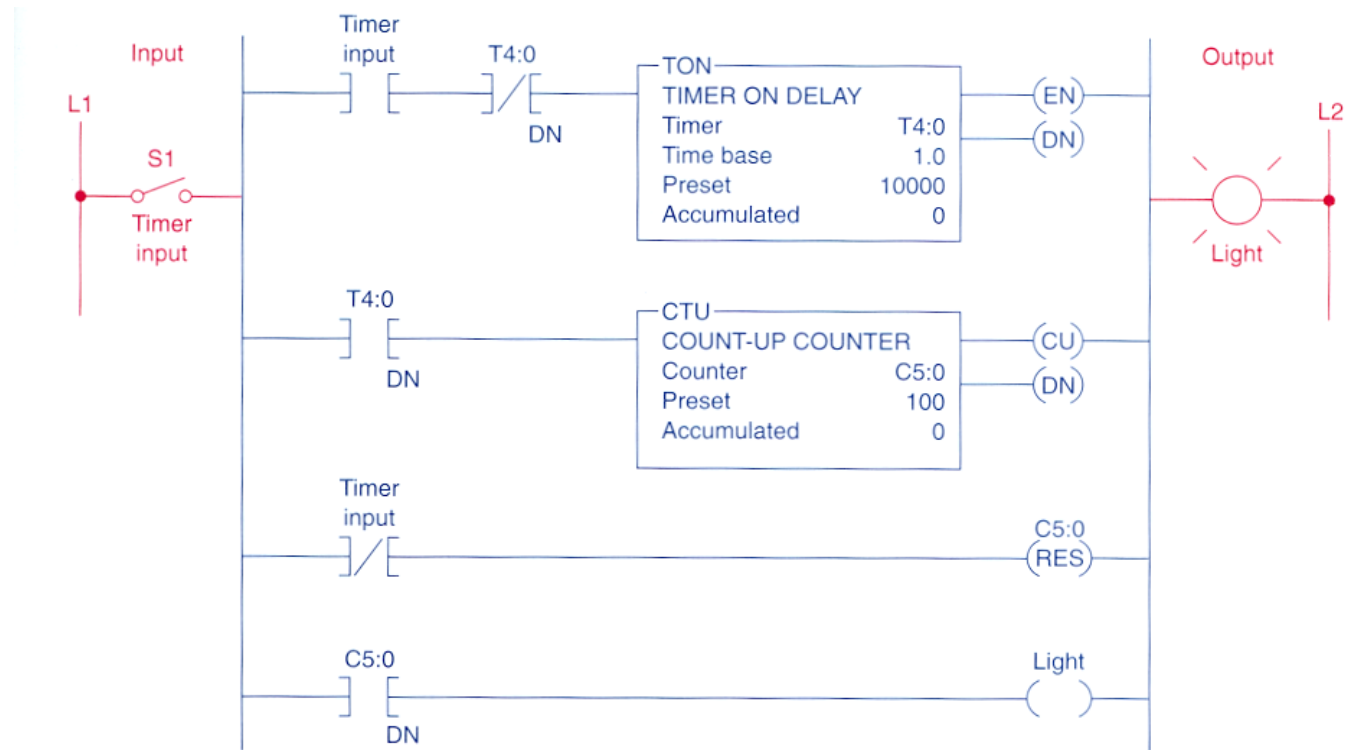 Input
L1
S1
Timer
input
Timer
input
T4:0
DN
TON
TIMER ON DELAY
Timer T4:0
Time base 1.0
Preset 10000
Accumulated 0
EN
DN
Output
L2
Light
T4:0
DN
CTU
COUNT-UP COUNTER
Counter C5:0
Preset 100
Accumulated 0
CU
DN
Timer
input
C5:0
RES
C5:0
DN
Light